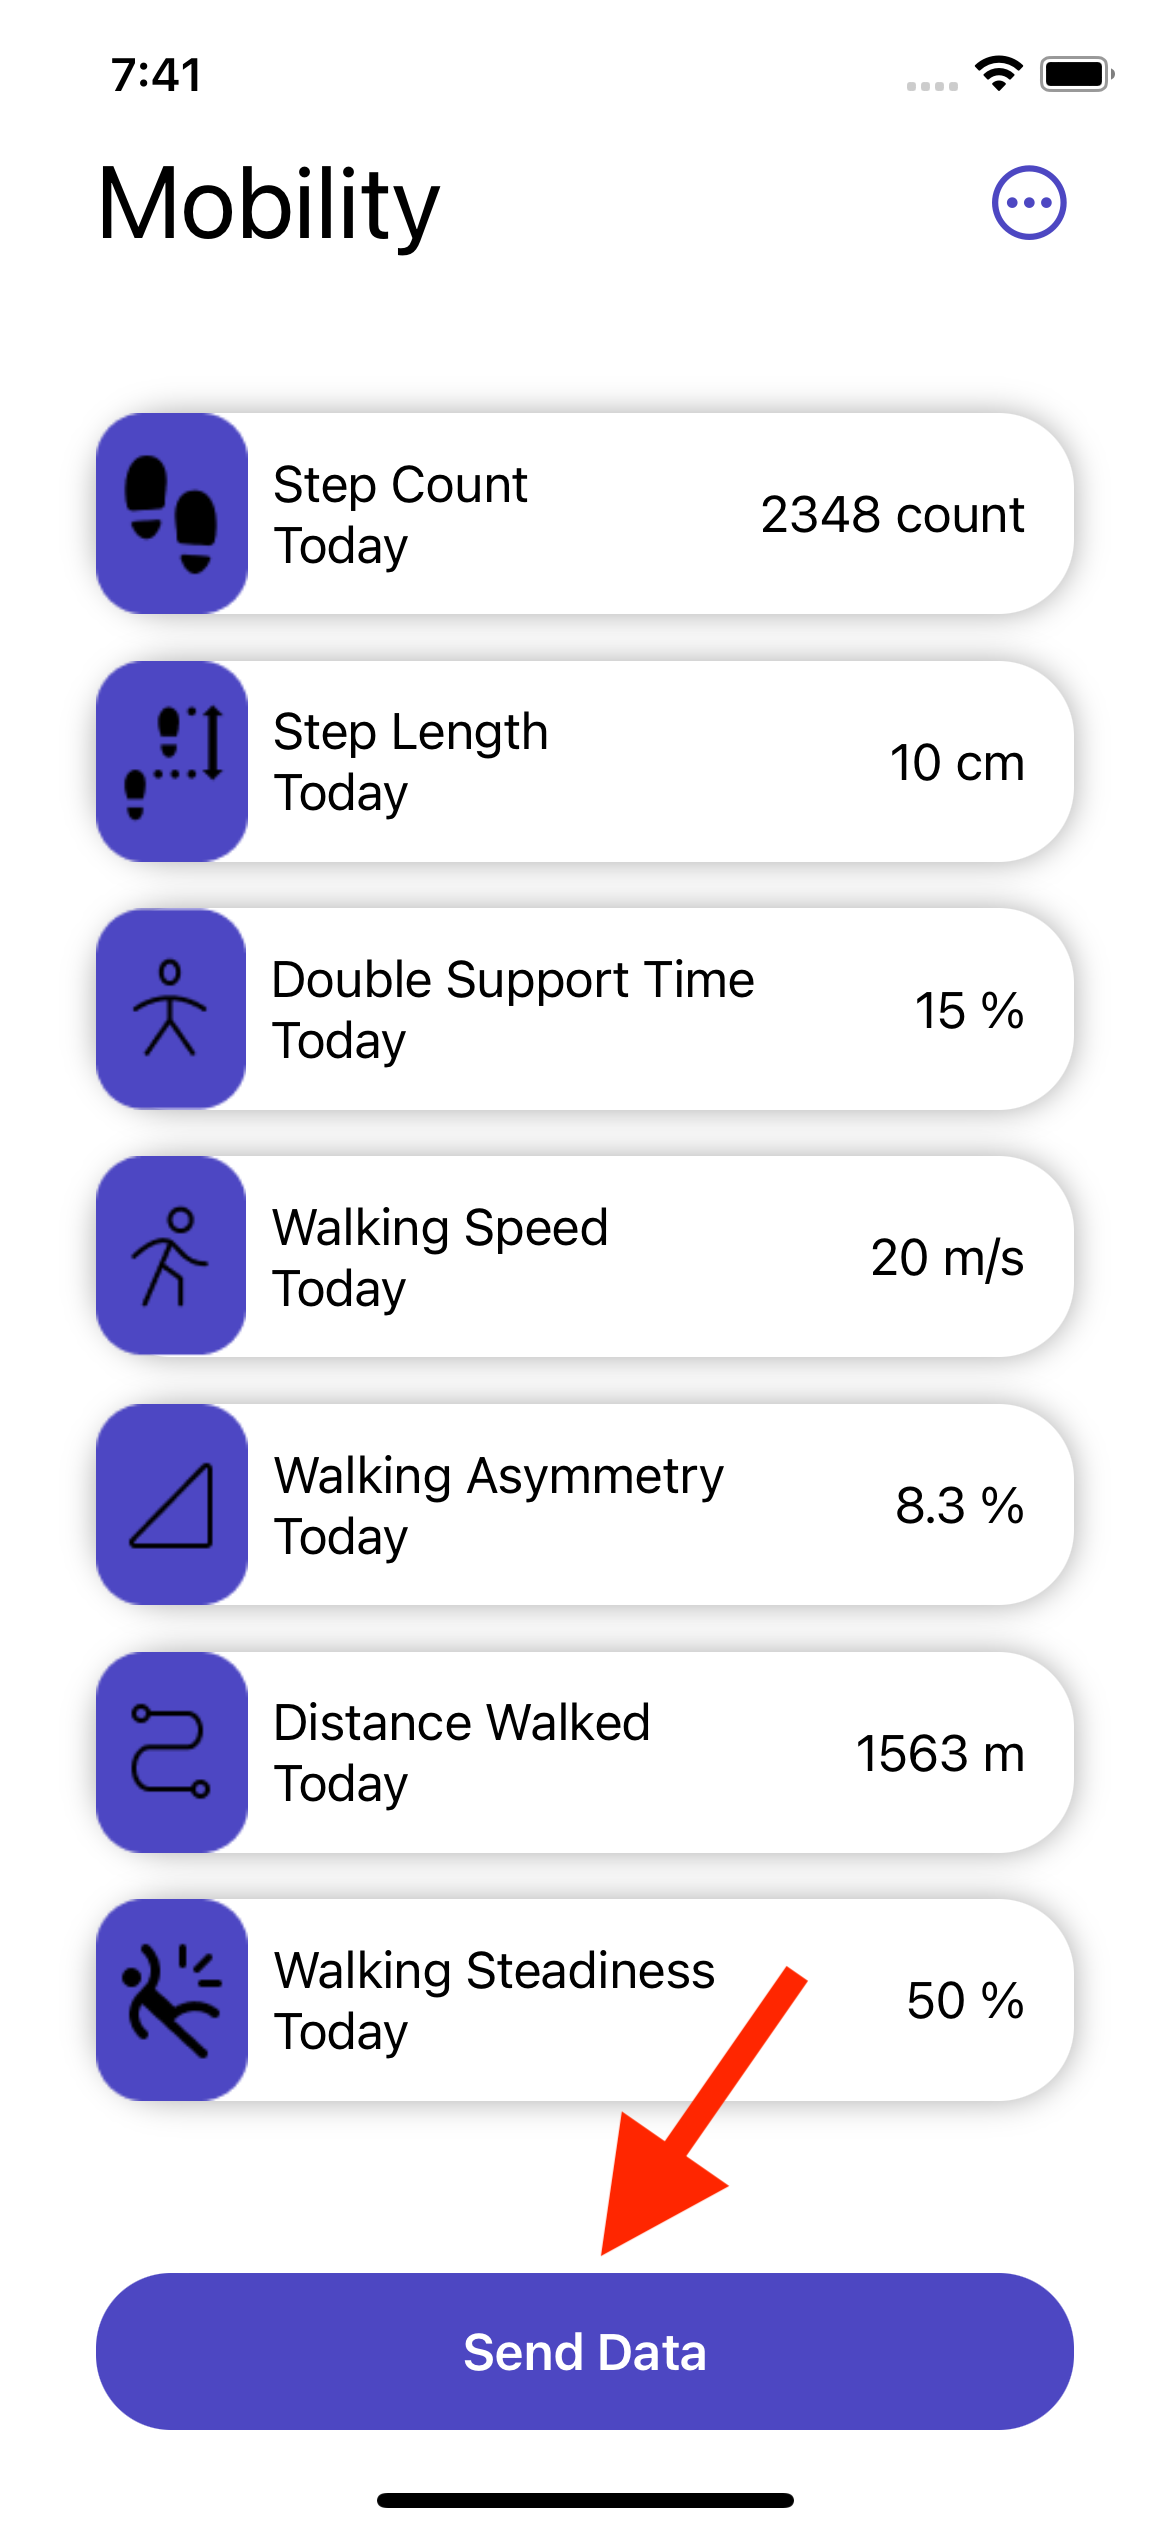 7:41
Mobility
Step Count
Today
2348 count
Step Length
Today
10 cm
Double Support Time
Today
15 %
Walking Speed
Today
20 m/s
Walking Asymmetry
Today
8.3 %
Distance Walked
Today
1563 m
Walking Steadiness
Today
50 %
Send Data